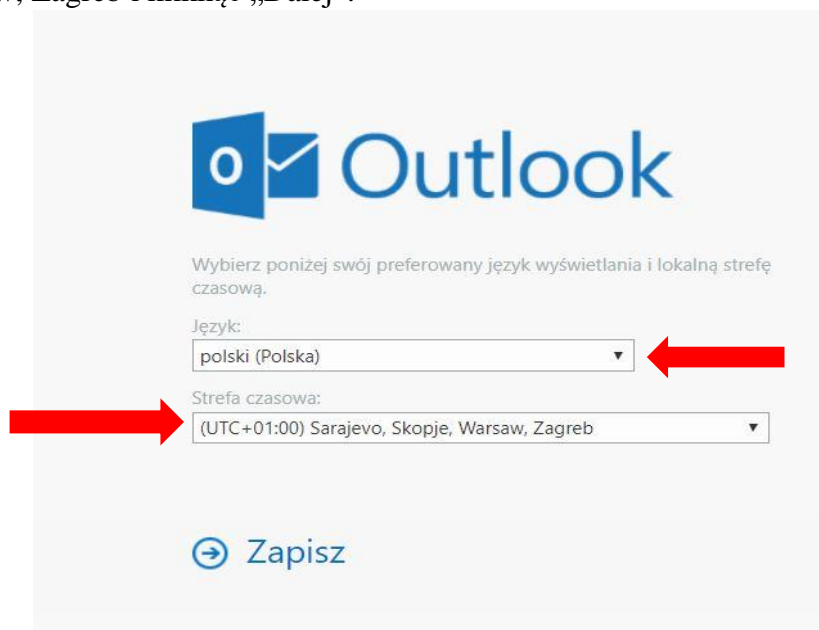 Zagreb i kliknąć „Dalej”.
Outlook
Wybierz poniżej swój preferowany język wyświetlania i lokalną strefę
czasową.
Język:
polski (Polska)
Strefa czasowa:
(UTC+01:00) Sarajevo, Skopje, Warsaw, Zagreb
Zapisz